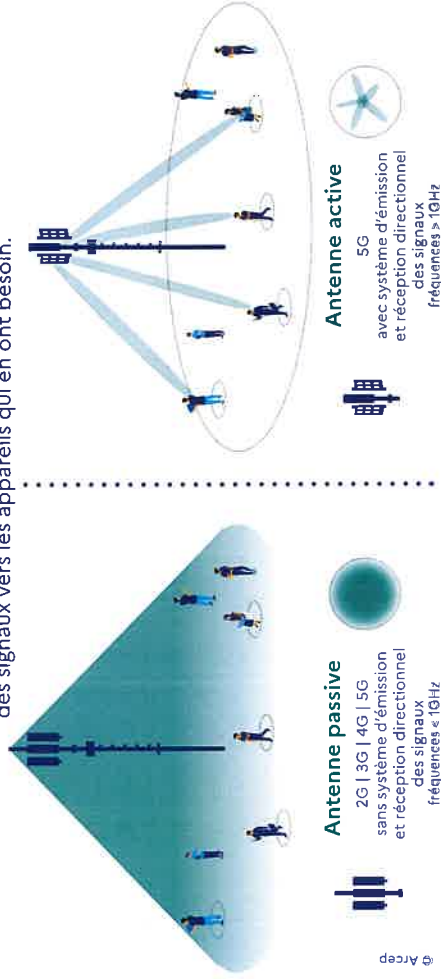 des signaux vers les appareils qui en ont besoin.
Antenne passive
2G | 3G | 4G | 5G
sans système d'émission
et réception directionnel
des signaux
fréquences < 1GHz
© Arcep
Antenne active
5G
avec système d'émission
et réception directionnel
des signaux
fréquences > 1GHz